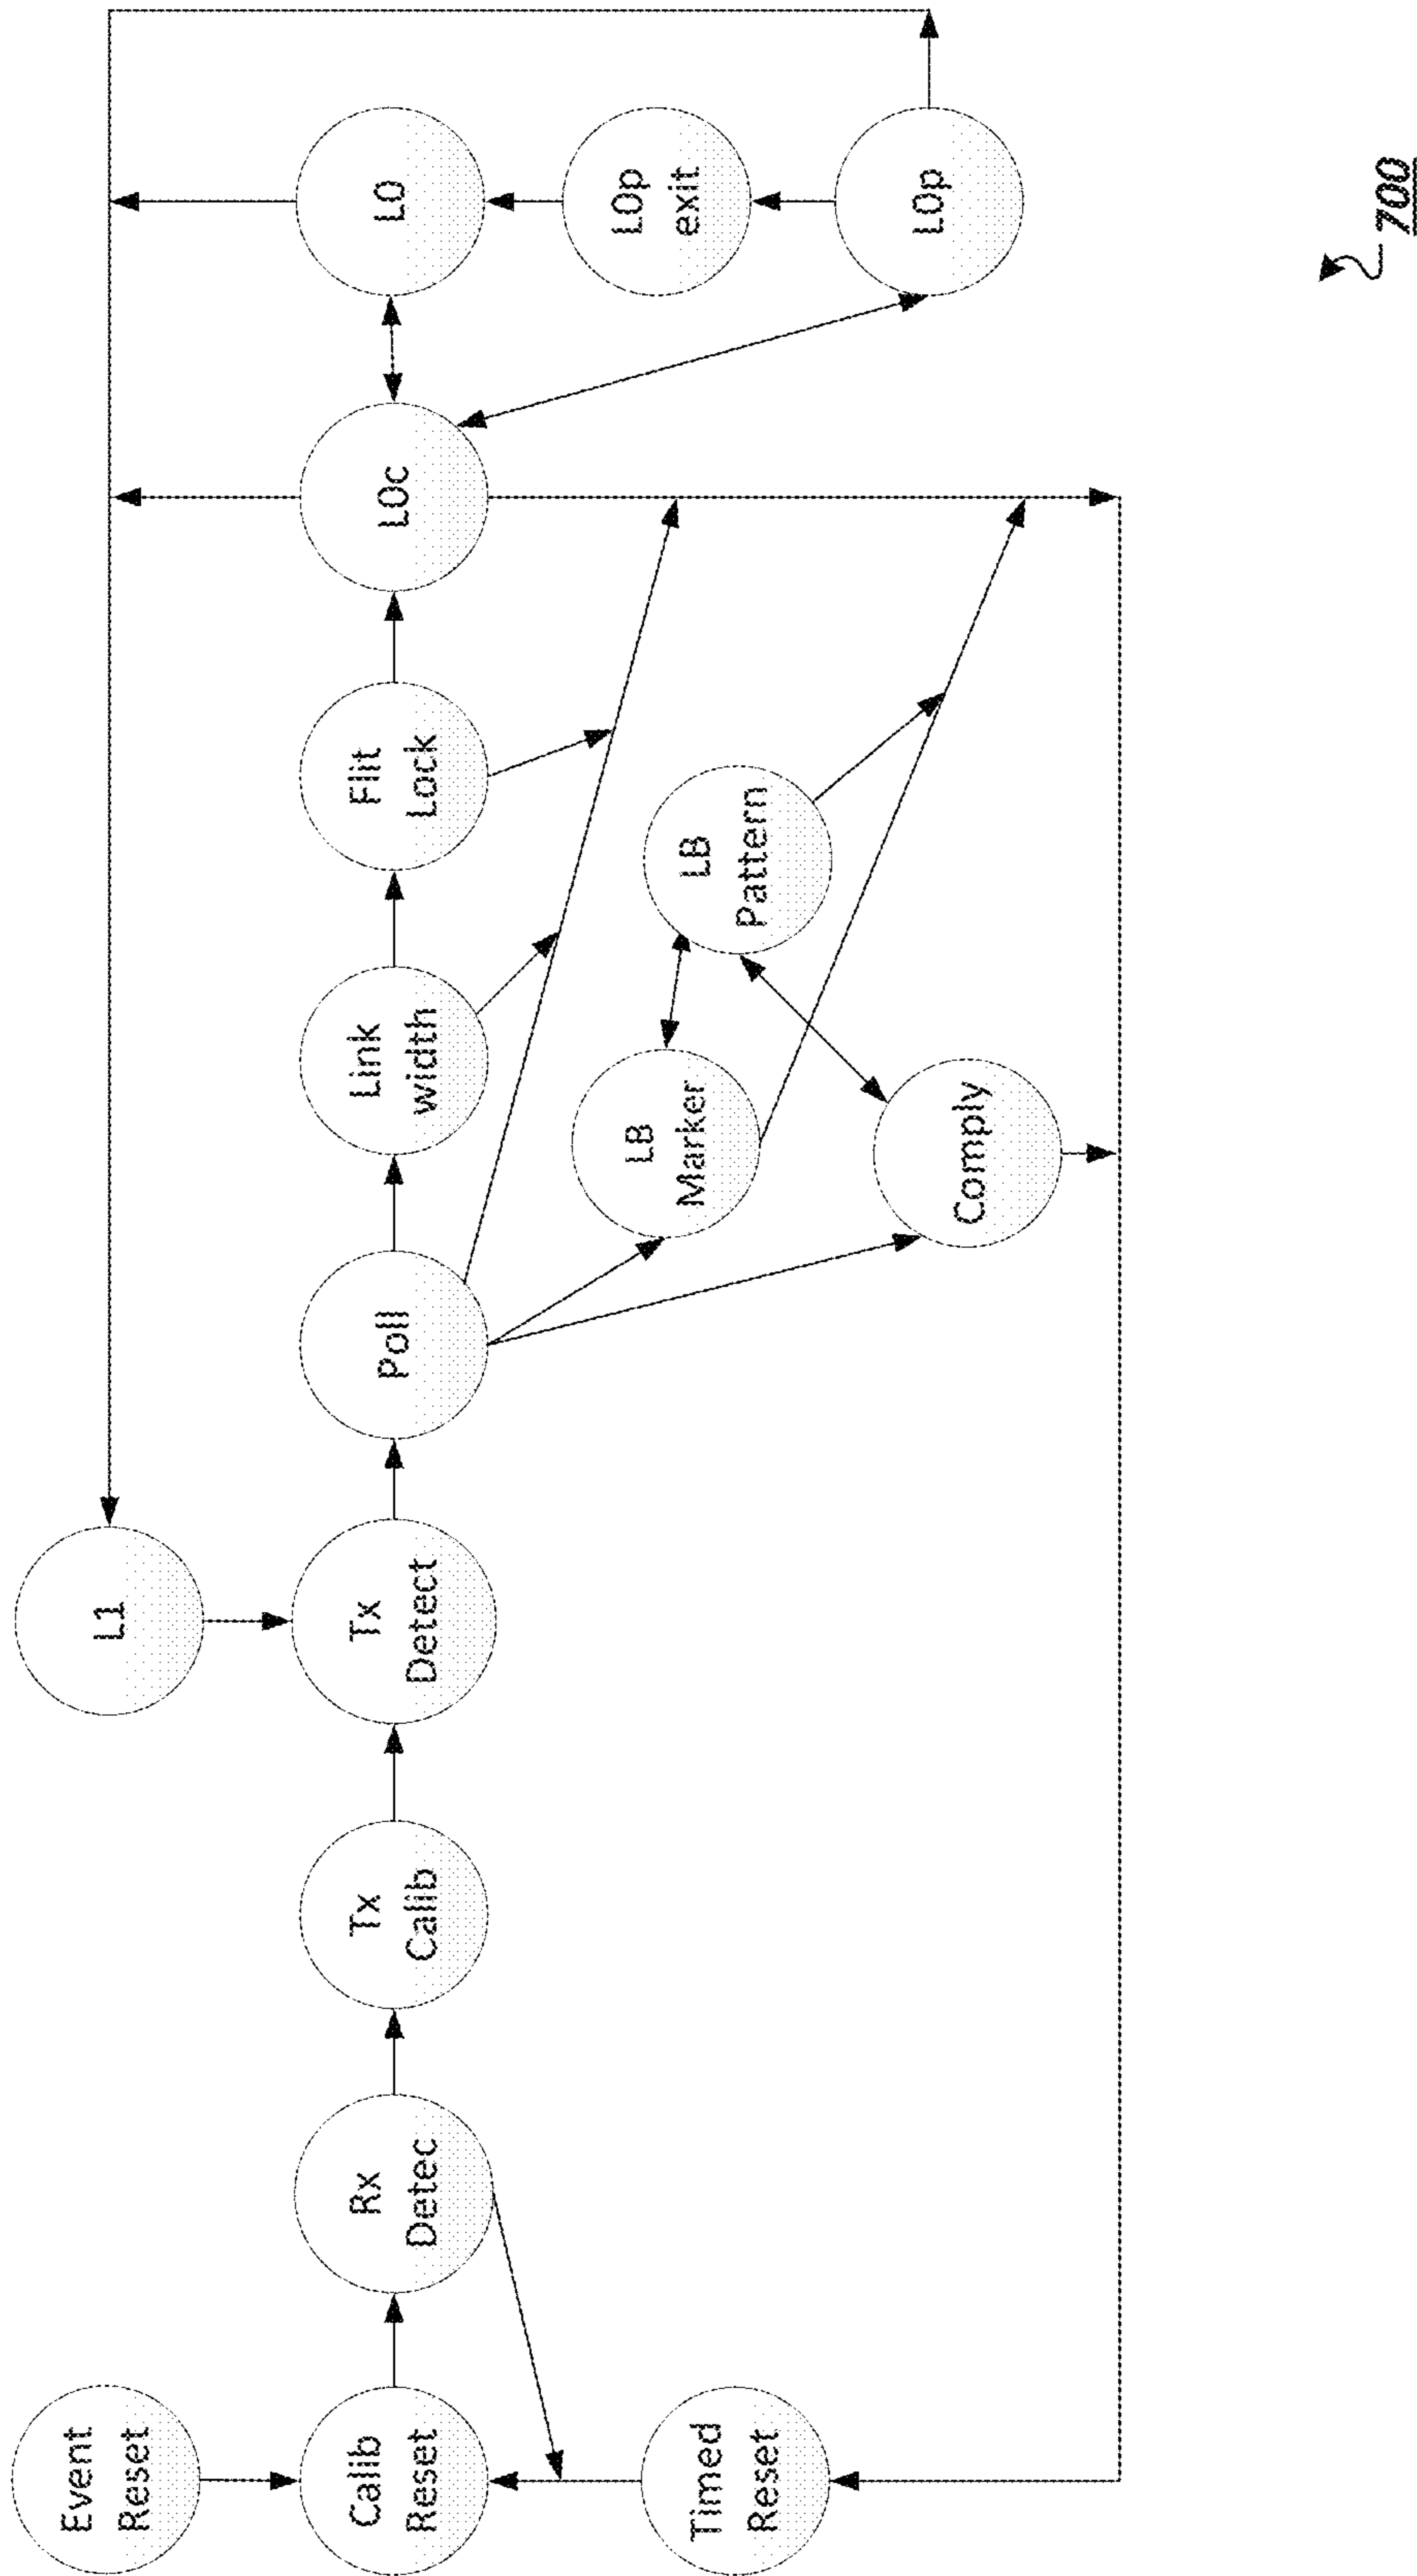 Event
Reset
L1
Calib
Reset
Rx
Detec
Tx
Calib
Tx
Detect
Poll
Link
width
Flit
Lock
L0c
L0
L0p
exit
L0p
LB
Marker
LB
Pattern
Comply
Timed
Reset
700